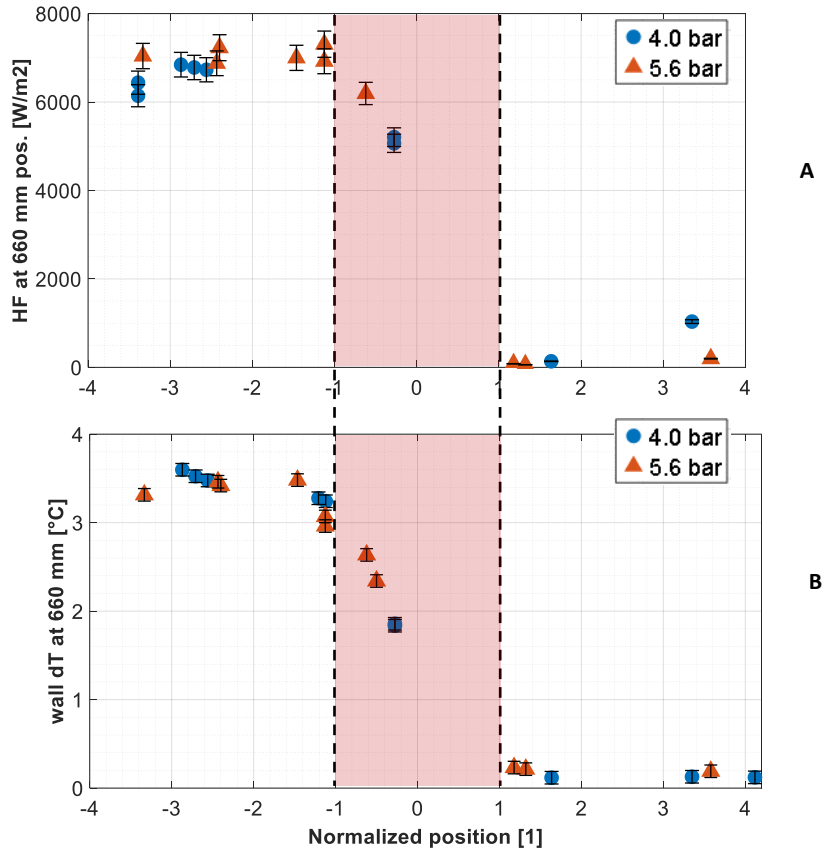 8000
6000
4000
2000
0
HF at 660 mm pos. [W/m2]
4.0 bar
5.6 bar
A
-4 -3 -2 -1 0 1 2 3 4
4
3
2
1
0
wall dT at 660 mm [°C]
4.0 bar
5.6 bar
B
-4 -3 -2 -1 0 1 2 3 4
Normalized position [1]